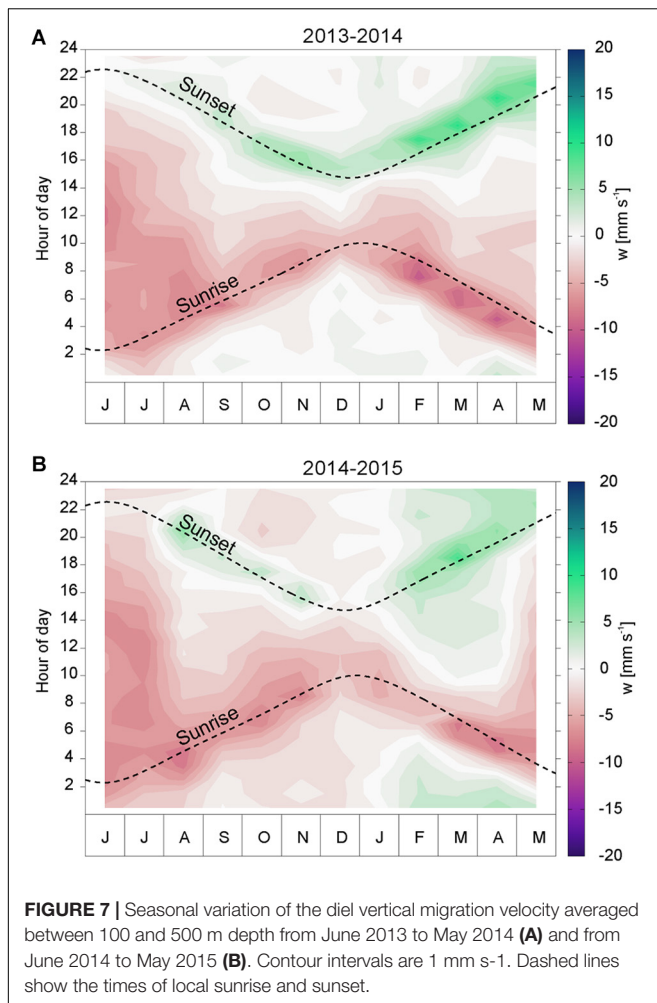 A
2013-2014
24
22
20
18
16
14
12
10
8
6
4
2
Hour of day
Sunset
Sunrise
J J A S O N D J F M A M
20
15
10
5
0
-5
-10
-15
-20
w [mm s-1]
B
2014-2015
24
22
20
18
16
14
12
10
8
6
4
2
Hour of day
Sunset
Sunrise
J J A S O N D J F M A M
20
15
10
5
0
-5
-10
-15
-20
w [mm s-1]
FIGURE 7 | Seasonal variation of the diel vertical migration velocity averaged
between 100 and 500 m depth from June 2013 to May 2014 (A) and from
June 2014 to May 2015 (B). Contour intervals are 1 mm s-1. Dashed lines
show the times of local sunrise and sunset.